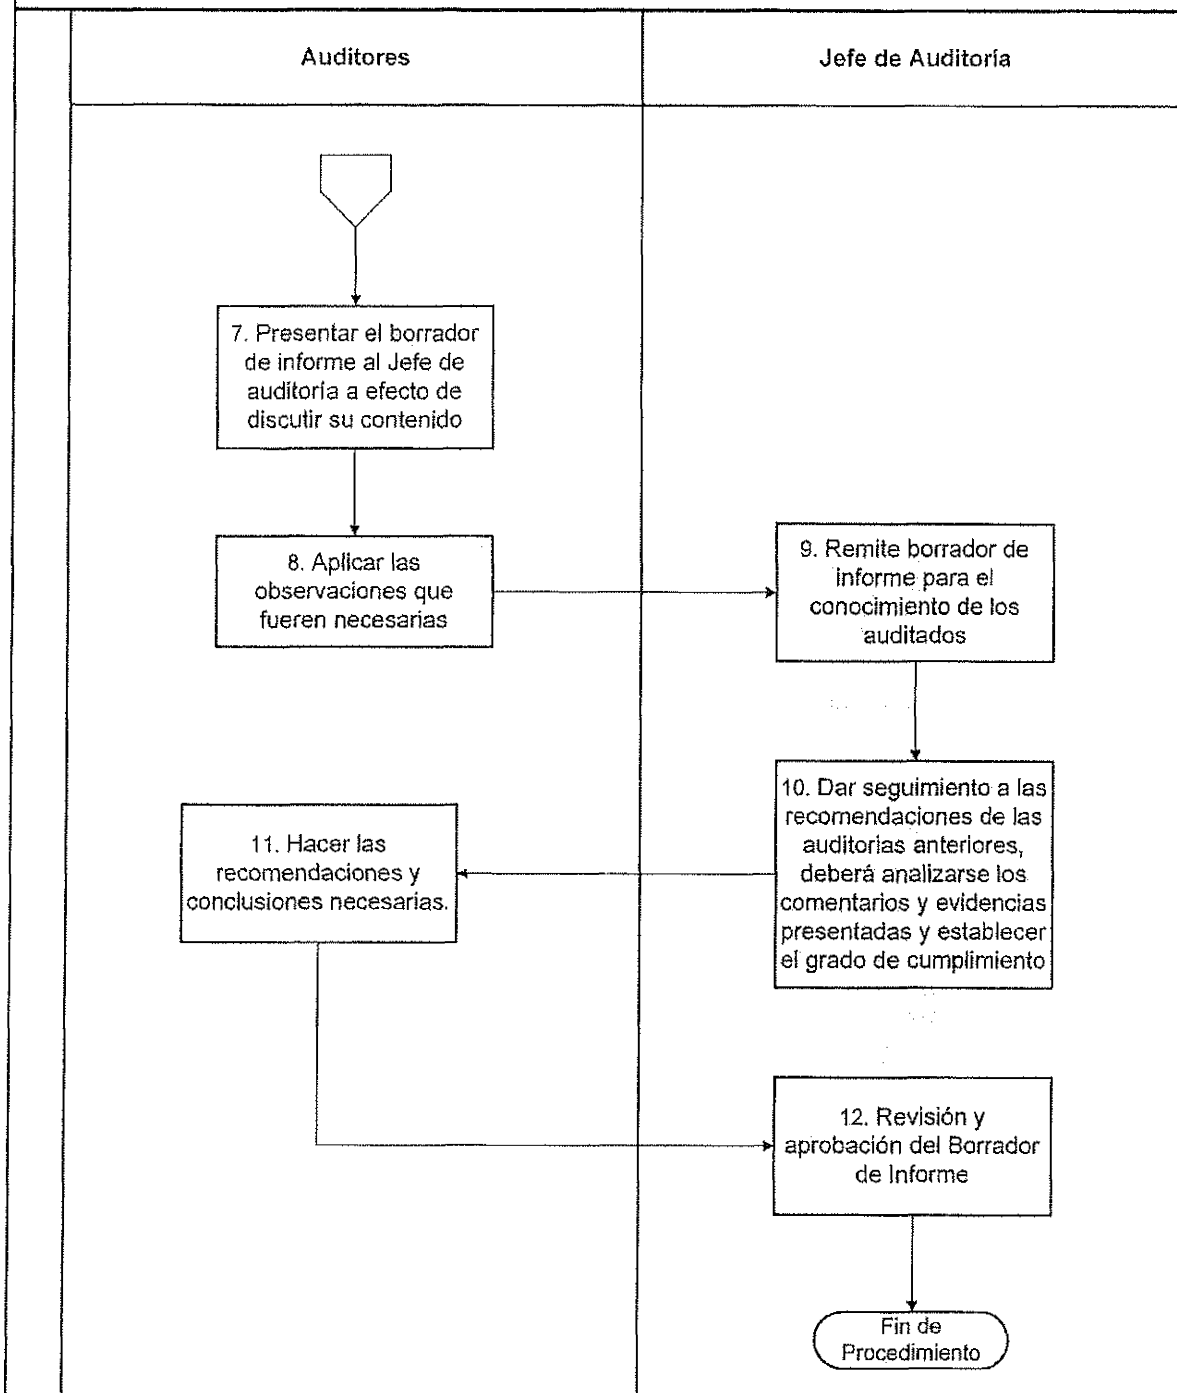 Auditores
Jefe de Auditoría
7. Presentar el borrador
de informe al Jefe de
auditoría a efecto de
discutir su contenido
8. Aplicar las
observaciones que
fueren necesarias
9. Remite borrador de
informe para el
conocimiento de los
auditados
10. Dar seguimiento a las
recomendaciones de las
auditorias anteriores,
deberá analizarse los
comentarios y evidencias
presentadas y establecer
el grado de cumplimiento
11. Hacer las
recomendaciones y
conclusiones necesarias.
12. Revisión y
aprobación del Borrador
de Informe
Fin de
Procedimiento